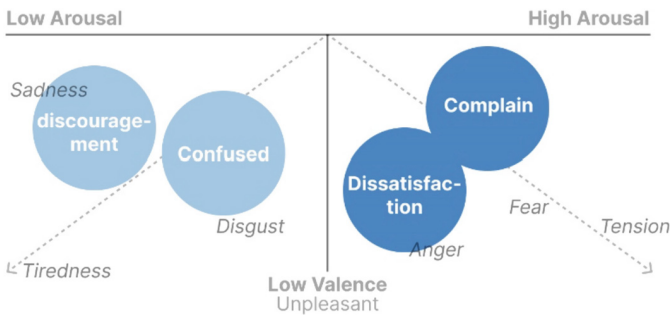 Low Arousal
High Arousal
Sadness
discourage-
ment
Confused
Complain
Dissatisfac-
tion
Disgust
Fear
Tension
Anger
Tiredness
Low Valence
Unpleasant